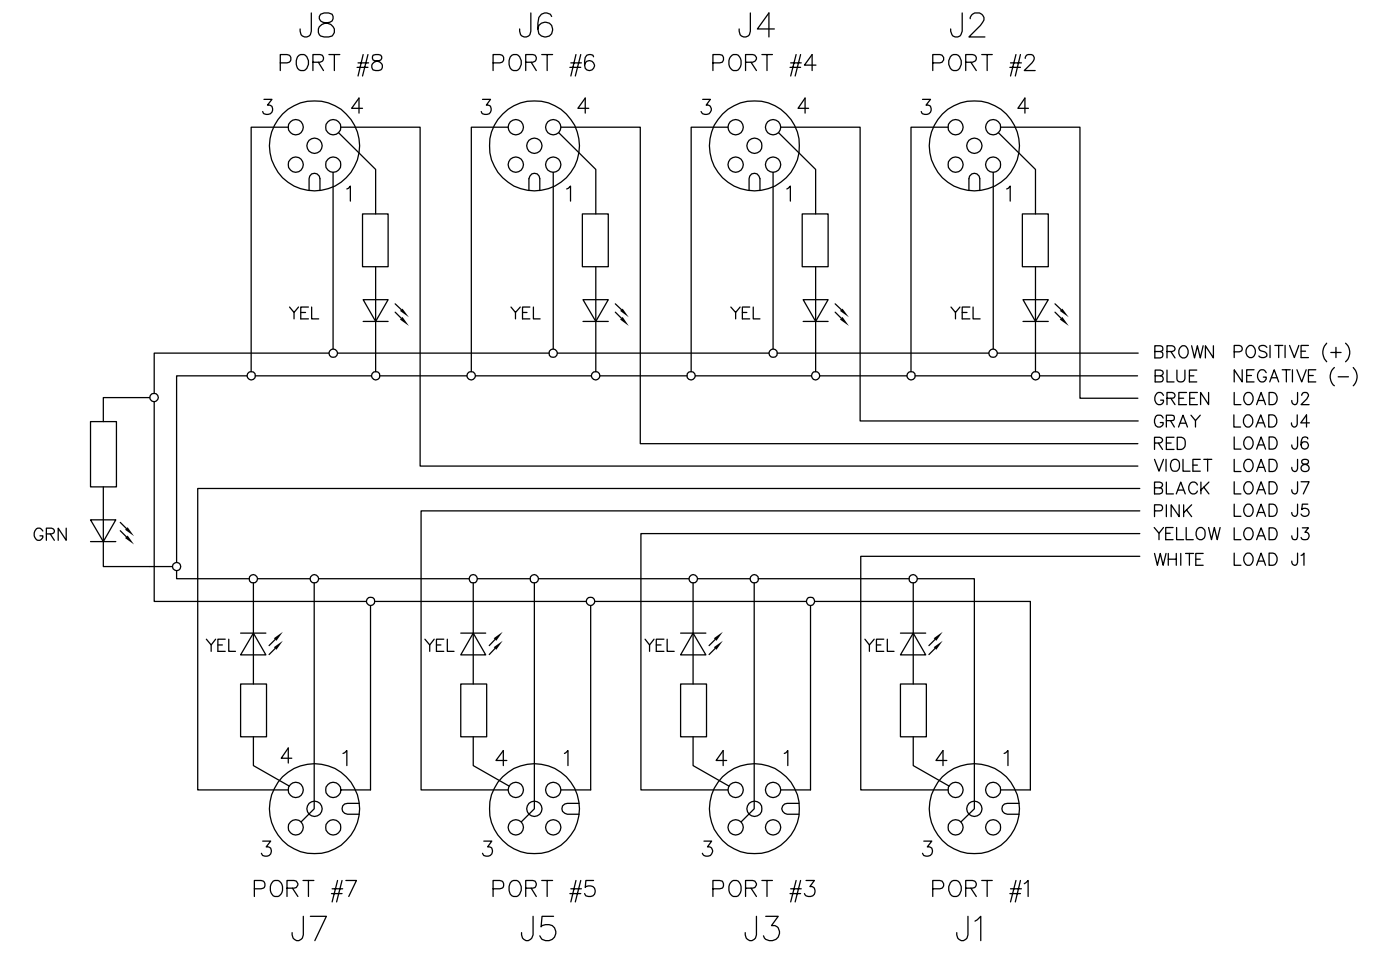 J8 J6 J4 J2
PORT #8 PORT #6 PORT #4 PORT #2
3 4 3 4 3 4 3 4
1 1 1 1
YEL YEL YEL YEL
BROWN POSITIVE (+)
BLUE NEGATIVE (−)
GREEN LOAD J2
GRAY LOAD J4
RED LOAD J6
VIOLET LOAD J8
BLACK LOAD J7
PINK LOAD J5
GRN
YELLOW LOAD J3
WHITE LOAD J1
YEL YEL YEL YEL
4 1 4 1 4 1 4 1
3 3 3 3
PORT #7 PORT #5 PORT #3 PORT #1
J7 J5 J3 J1